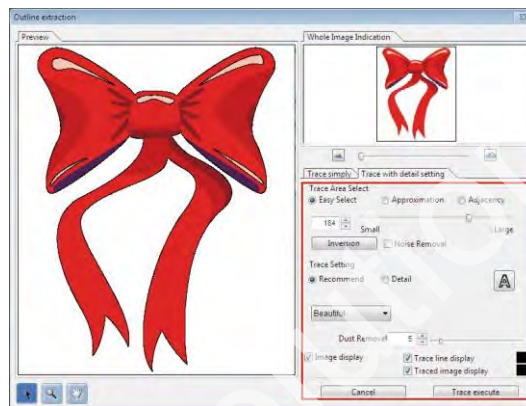 Outline extraction
Preview
Whole Image Indication
Trace simply Trace with detail setting
Trace Area Select
Easy Select Approximation Adjacency
184 Small Large
Inversion Noise Removal
Trace Setting
Recommend Detail
A
Beautiful
Dust Removal 5
Image display Trace line display
Traced image display
Cancel Trace execute